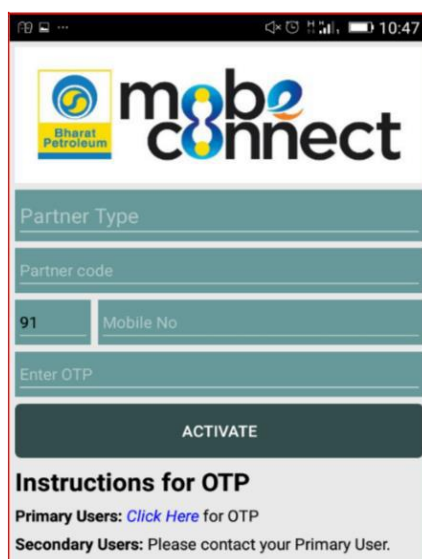 10:47
mobe
connect
Bharat
Petroleum
Partner Type
Partner code
91 Mobile No
Enter OTP
ACTIVATE
Instructions for OTP
Primary Users: Click Here for OTP
Secondary Users: Please contact your Primary User.